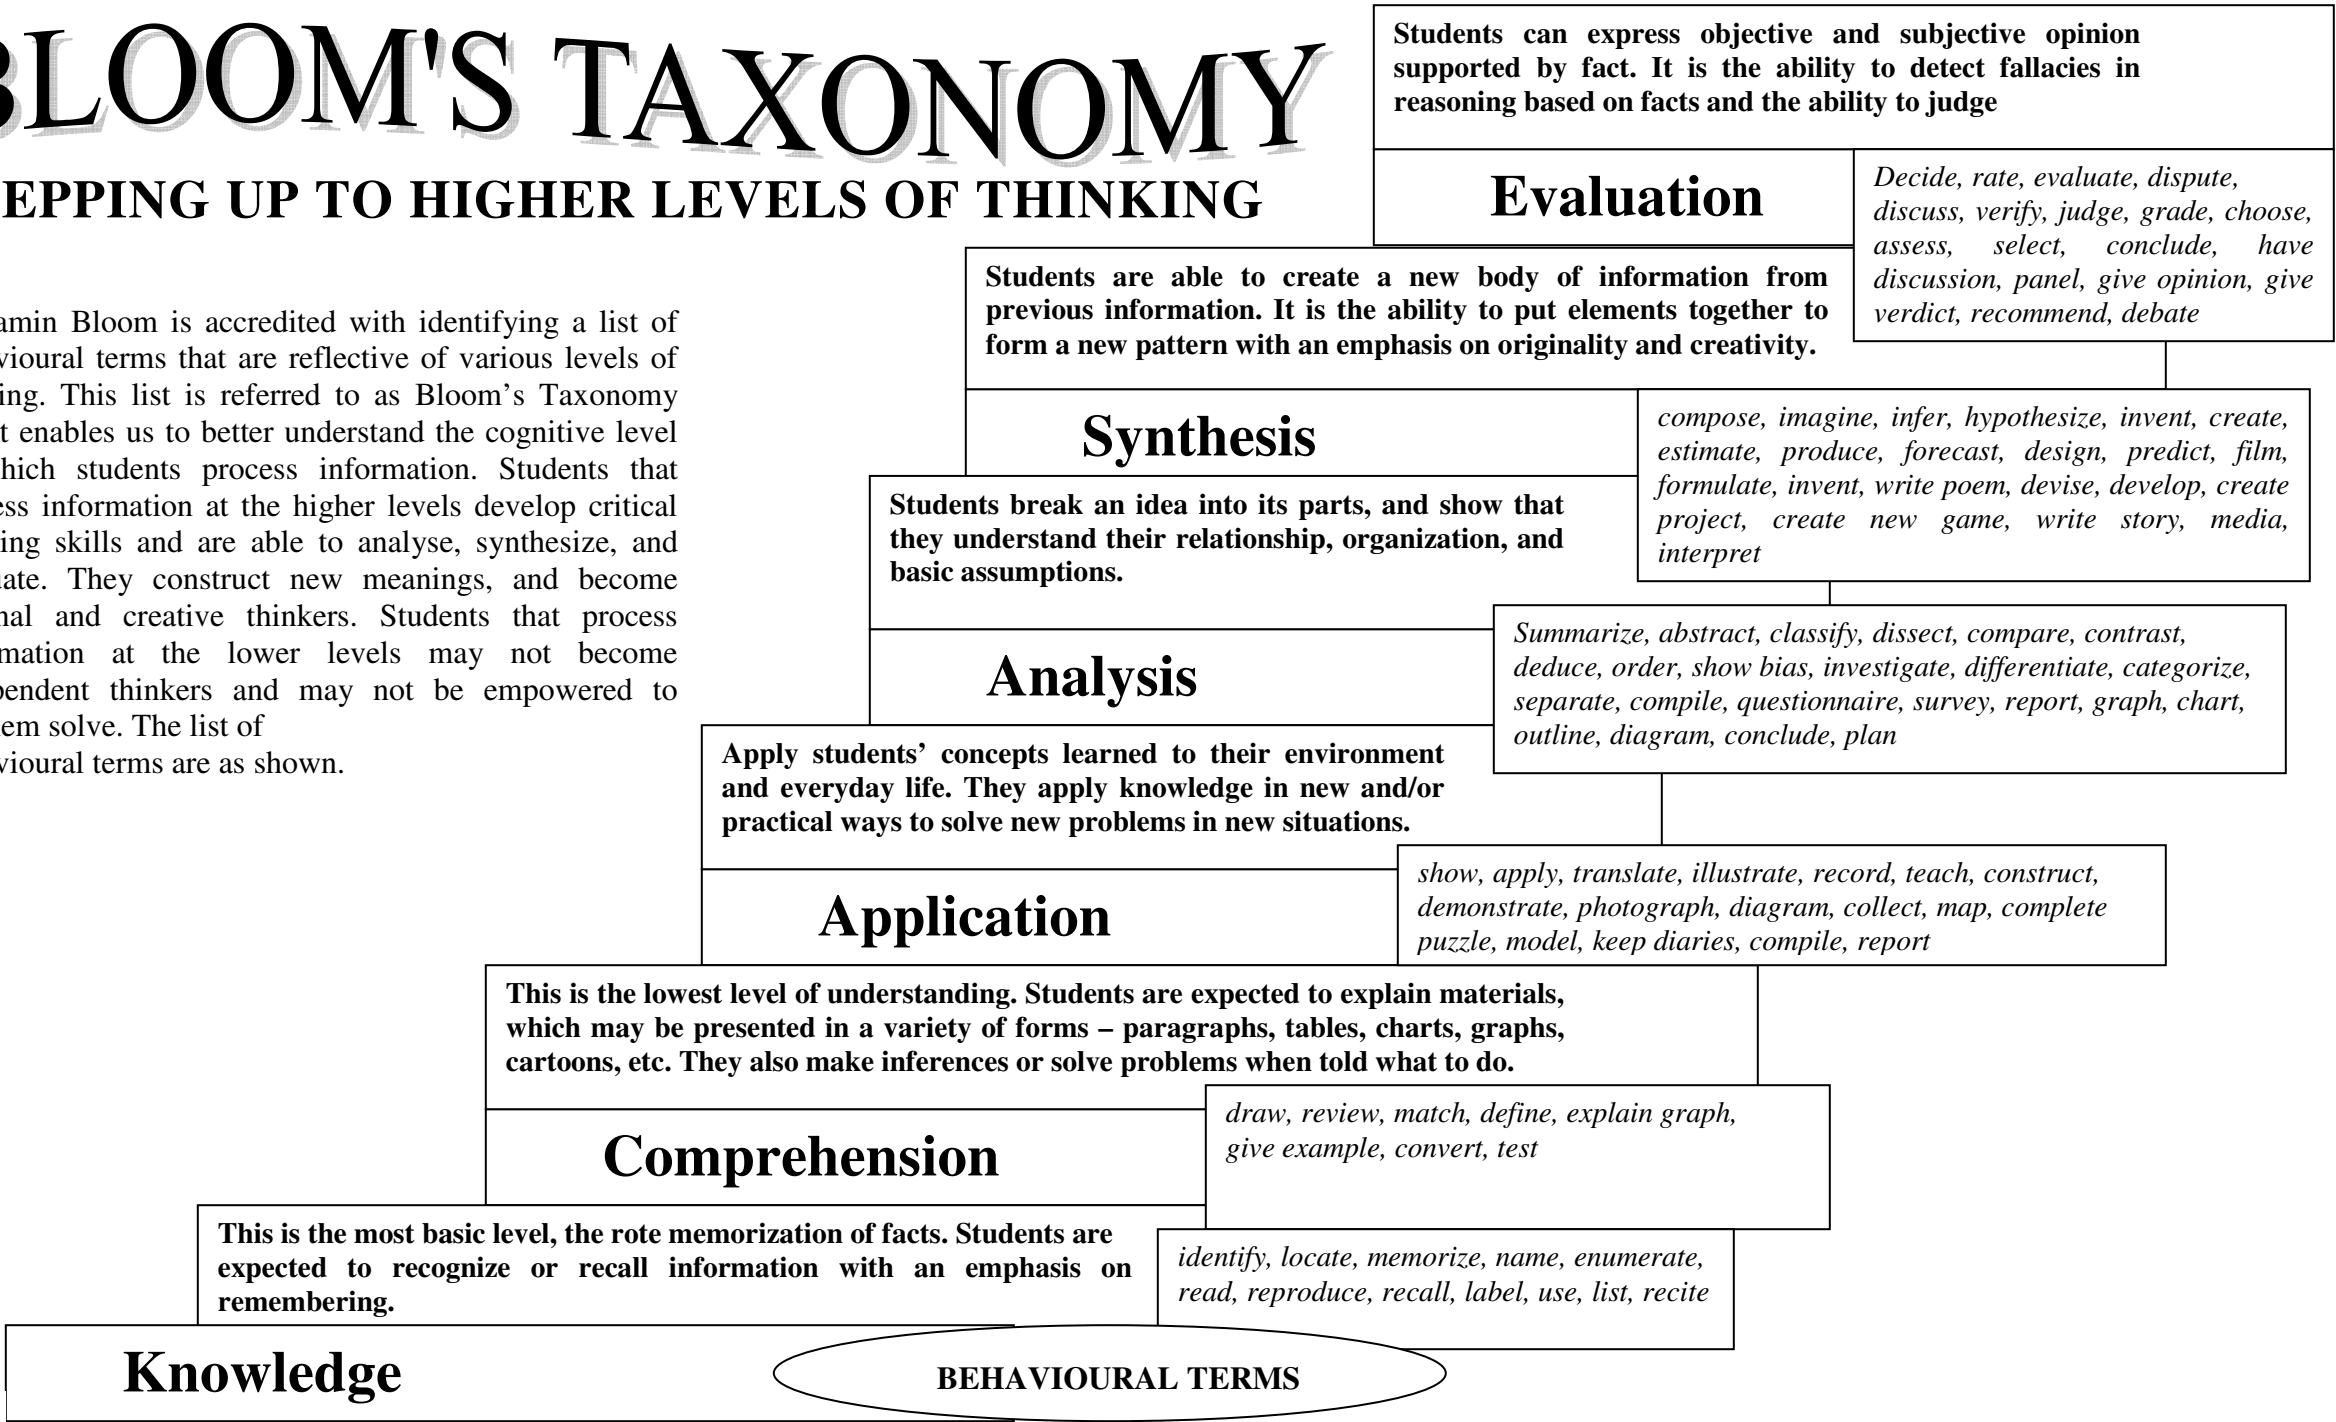 BLOOM'S TAXONOMY
EPPING UP TO HIGHER LEVELS OF THINKING
amin Bloom is accredited with identifying a list of
vioural terms that are reflective of various levels of
ing. This list is referred to as Bloom’s Taxonomy
t enables us to better understand the cognitive level
hich students process information. Students that
ess information at the higher levels develop critical
ing skills and are able to analyse, synthesize, and
uate. They construct new meanings, and become
nal and creative thinkers. Students that process
mation at the lower levels may not become
pendent thinkers and may not be empowered to
lem solve. The list of
vioural terms are as shown.
Students can express objective and subjective opinion
supported by fact. It is the ability to detect fallacies in
reasoning based on facts and the ability to judge
Evaluation
Decide, rate, evaluate, dispute,
discuss, verify, judge, grade, choose,
assess, select, conclude, have
discussion, panel, give opinion, give
verdict, recommend, debate
Students are able to create a new body of information from
previous information. It is the ability to put elements together to
form a new pattern with an emphasis on originality and creativity.
Synthesis
compose, imagine, infer, hypothesize, invent, create,
estimate, produce, forecast, design, predict, film,
formulate, invent, write poem, devise, develop, create
project, create new game, write story, media,
interpret
Students break an idea into its parts, and show that
they understand their relationship, organization, and
basic assumptions.
Analysis
Summarize, abstract, classify, dissect, compare, contrast,
deduce, order, show bias, investigate, differentiate, categorize,
separate, compile, questionnaire, survey, report, graph, chart,
outline, diagram, conclude, plan
Apply students’ concepts learned to their environment
and everyday life. They apply knowledge in new and/or
practical ways to solve new problems in new situations.
Application
show, apply, translate, illustrate, record, teach, construct,
demonstrate, photograph, diagram, collect, map, complete
puzzle, model, keep diaries, compile, report
This is the lowest level of understanding. Students are expected to explain materials,
which may be presented in a variety of forms – paragraphs, tables, charts, graphs,
cartoons, etc. They also make inferences or solve problems when told what to do.
Comprehension
draw, review, match, define, explain graph,
give example, convert, test
This is the most basic level, the rote memorization of facts. Students are
expected to recognize or recall information with an emphasis on
remembering.
identify, locate, memorize, name, enumerate,
read, reproduce, recall, label, use, list, recite
Knowledge
BEHAVIOURAL TERMS